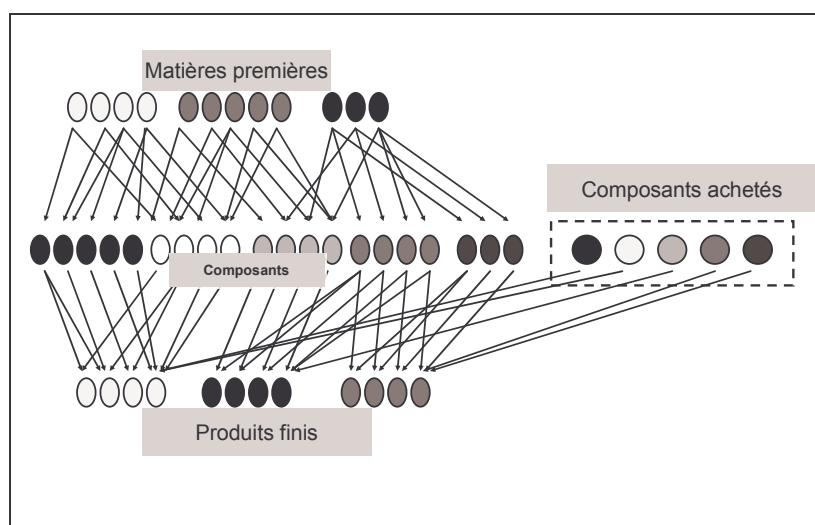 Matières premières
Composants achetés
Composants
Produits finis